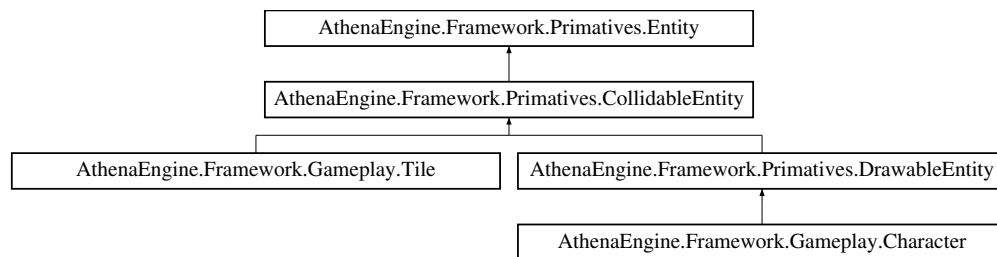 AthenaEngine.Framework.Primatives.Entity
AthenaEngine.Framework.Primatives.CollidableEntity
AthenaEngine.Framework.Gameplay.Tile
AthenaEngine.Framework.Primatives.DrawableEntity
AthenaEngine.Framework.Gameplay.Character